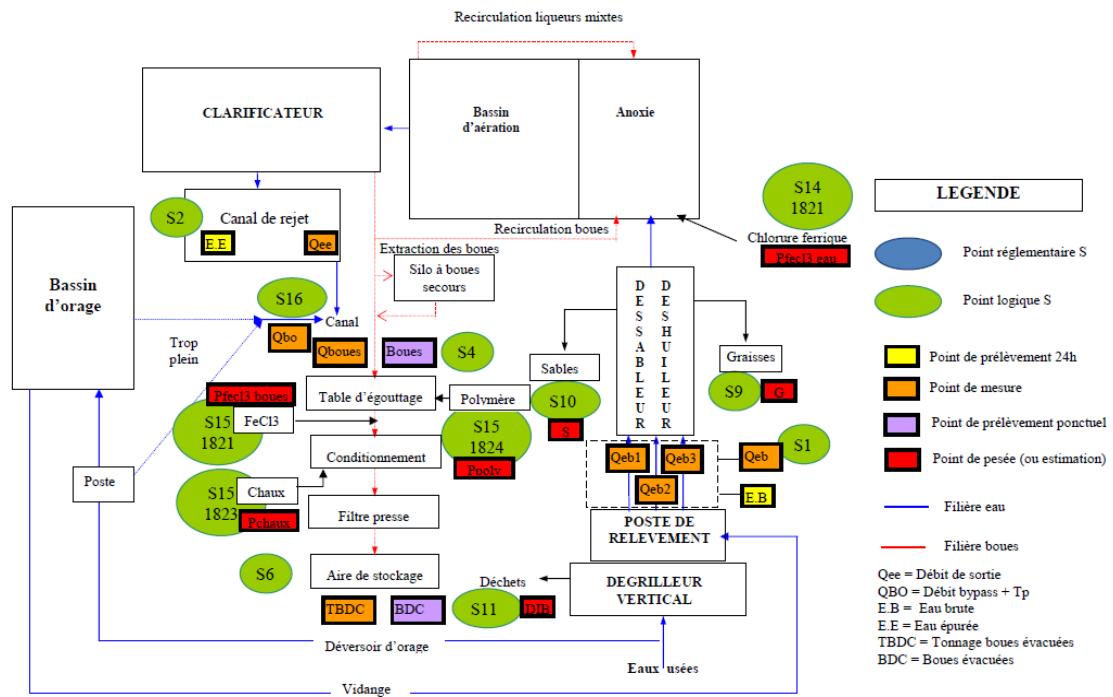 Recirculation liqueurs mixtes
CLARIFICATEUR
Bassin
d'aération
Anoxie
S14
1821
Chlorure ferrique
Pfecl3 eau
S2
Canal de rejet
E.E
Qee
Recirculation boues
Extraction des boues
Silo à boues
secours
Bassin
d'orage
S16
Canal
Qbo
Qboues
Boues
S4
Trop
plein
Pfecl3 boues
S15
1821
FeCl3
Table d'égouttage
Polymère
S15
1824
Ppoly
Conditionnement
Poste
S15
1823
Chaux
Pchaux
Filtre presse
S6
Aire de stockage
TBDC
BDC
Déchets
S11
DIB
Sables
S10
S
DESSABLEUR
DESHUILEUR
Graisses
S9
G
Qeb1
Qeb2
Qeb3
Qeb
S1
E.B
POSTE DE
RELEVEMENT
DEGRILLEUR
VERTICAL
Déversoir d'orage
Eaux usées
Vidange
LEGENDE
Point réglementaire S
Point logique S
Point de prélèvement 24h
Point de mesure
Point de prélèvement ponctuel
Point de pesée (ou estimation)
Filière eau
Filière boues
Qee = Débit de sortie
QBO = Débit bypass + Tp
E.B = Eau brute
E.E = Eau épurée
TBDC = Tonnage boues évacuées
BDC = Boues évacuées